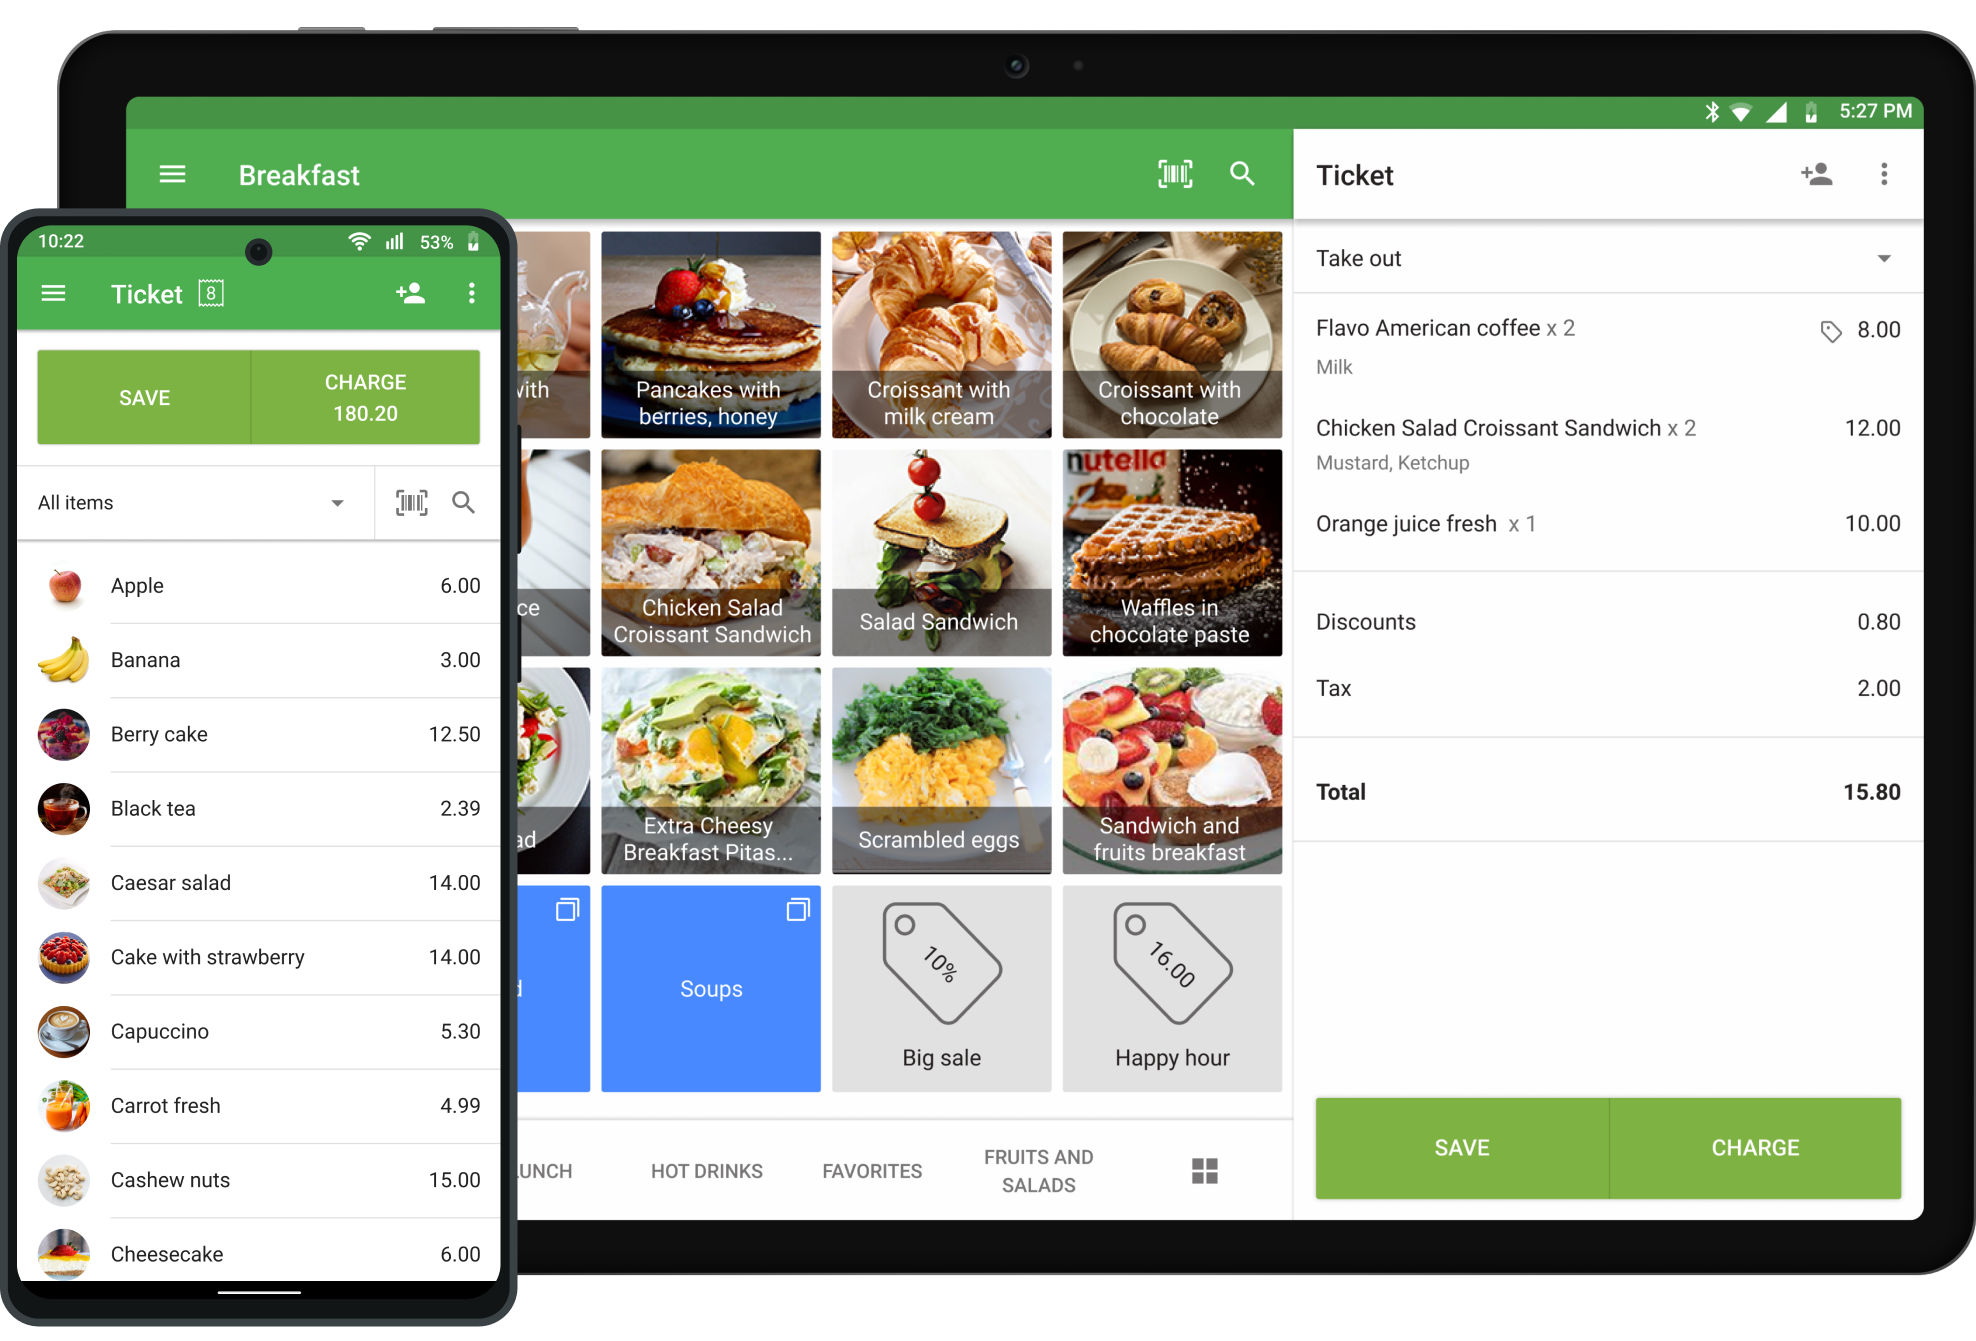 5:27 PM
Breakfast
Ticket
Take out
Flavo American coffee x 2
8.00
Milk
Chicken Salad Croissant Sandwich x 2
12.00
Mustard, Ketchup
Orange juice fresh x 1
10.00
Discounts
0.80
Tax
2.00
Total
15.80
SAVE
CHARGE
Pancakes with
berries, honey
Croissant with
milk cream
Croissant with
chocolate
Chicken Salad
Croissant Sandwich
Salad Sandwich
nutella
Waffles in
chocolate paste
Extra Cheesy
Breakfast Pitas...
Scrambled eggs
Sandwich and
fruits breakfast
Soups
10%
Big sale
16.00
Happy hour
HOT DRINKS
FAVORITES
FRUITS AND
SALADS
10:22
53%
Ticket
8
SAVE
CHARGE
180.20
All items
Apple
6.00
Banana
3.00
Berry cake
12.50
Black tea
2.39
Caesar salad
14.00
Cake with strawberry
14.00
Capuccino
5.30
Carrot fresh
4.99
Cashew nuts
15.00
Cheesecake
6.00